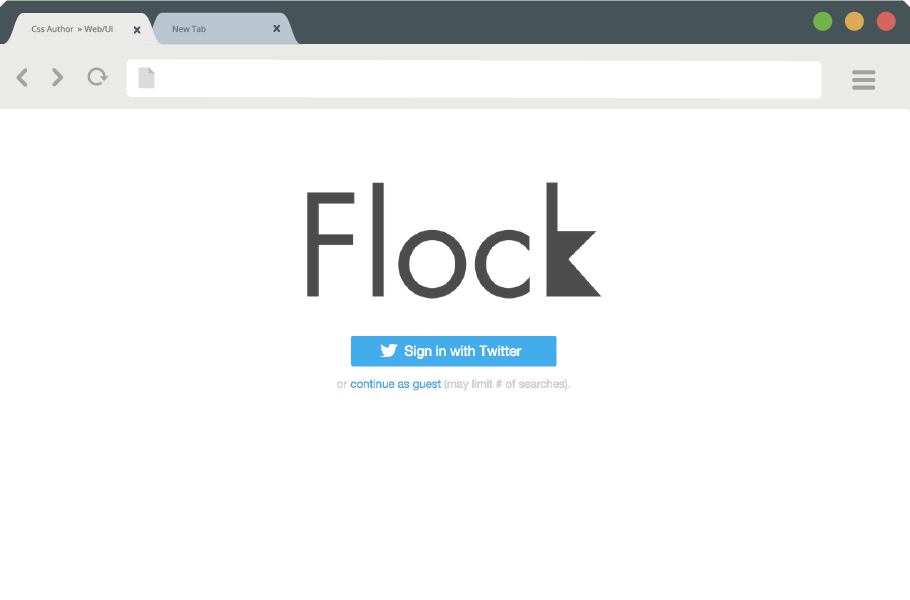 Css Author » Web/Ui
New Tab
Flock
Sign in with Twitter
or continue as guest (may limit # of searches).